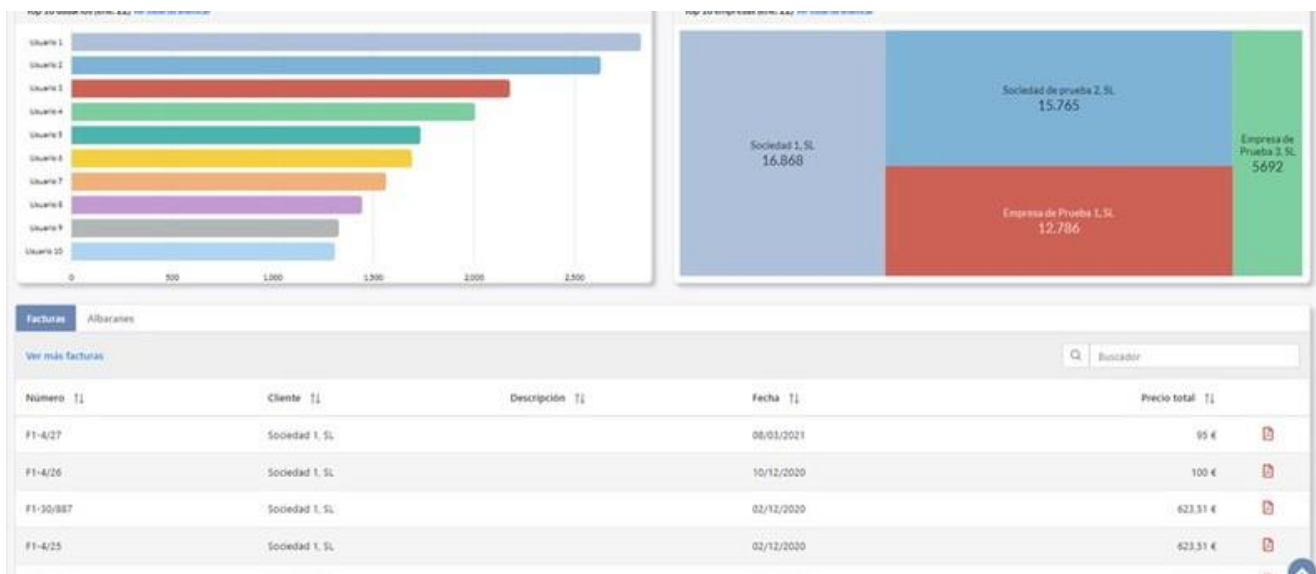 Usuario 1
Usuario 2
Usuario 3
Usuario 4
Usuario 5
Usuario 6
Usuario 7
Usuario 8
Usuario 9
Usuario 10
0 500 1,000 1,500 2,000 2,500
Sociedad 1, SL
16.868
Sociedad de prueba 2, SL
15.765
Empresa de Prueba 1, SL
12.786
Empresa de
Prueba 3, SL
5692
Facturas Albaranes
Ver más facturas Buscador
Número Cliente Descripción Fecha Precio total
F1-4/27 Sociedad 1, SL 08/03/2021 95 €
F1-4/26 Sociedad 1, SL 10/12/2020 100 €
F1-30/887 Sociedad 1, SL 02/12/2020 623,51 €
F1-4/25 Sociedad 1, SL 02/12/2020 623,51 €